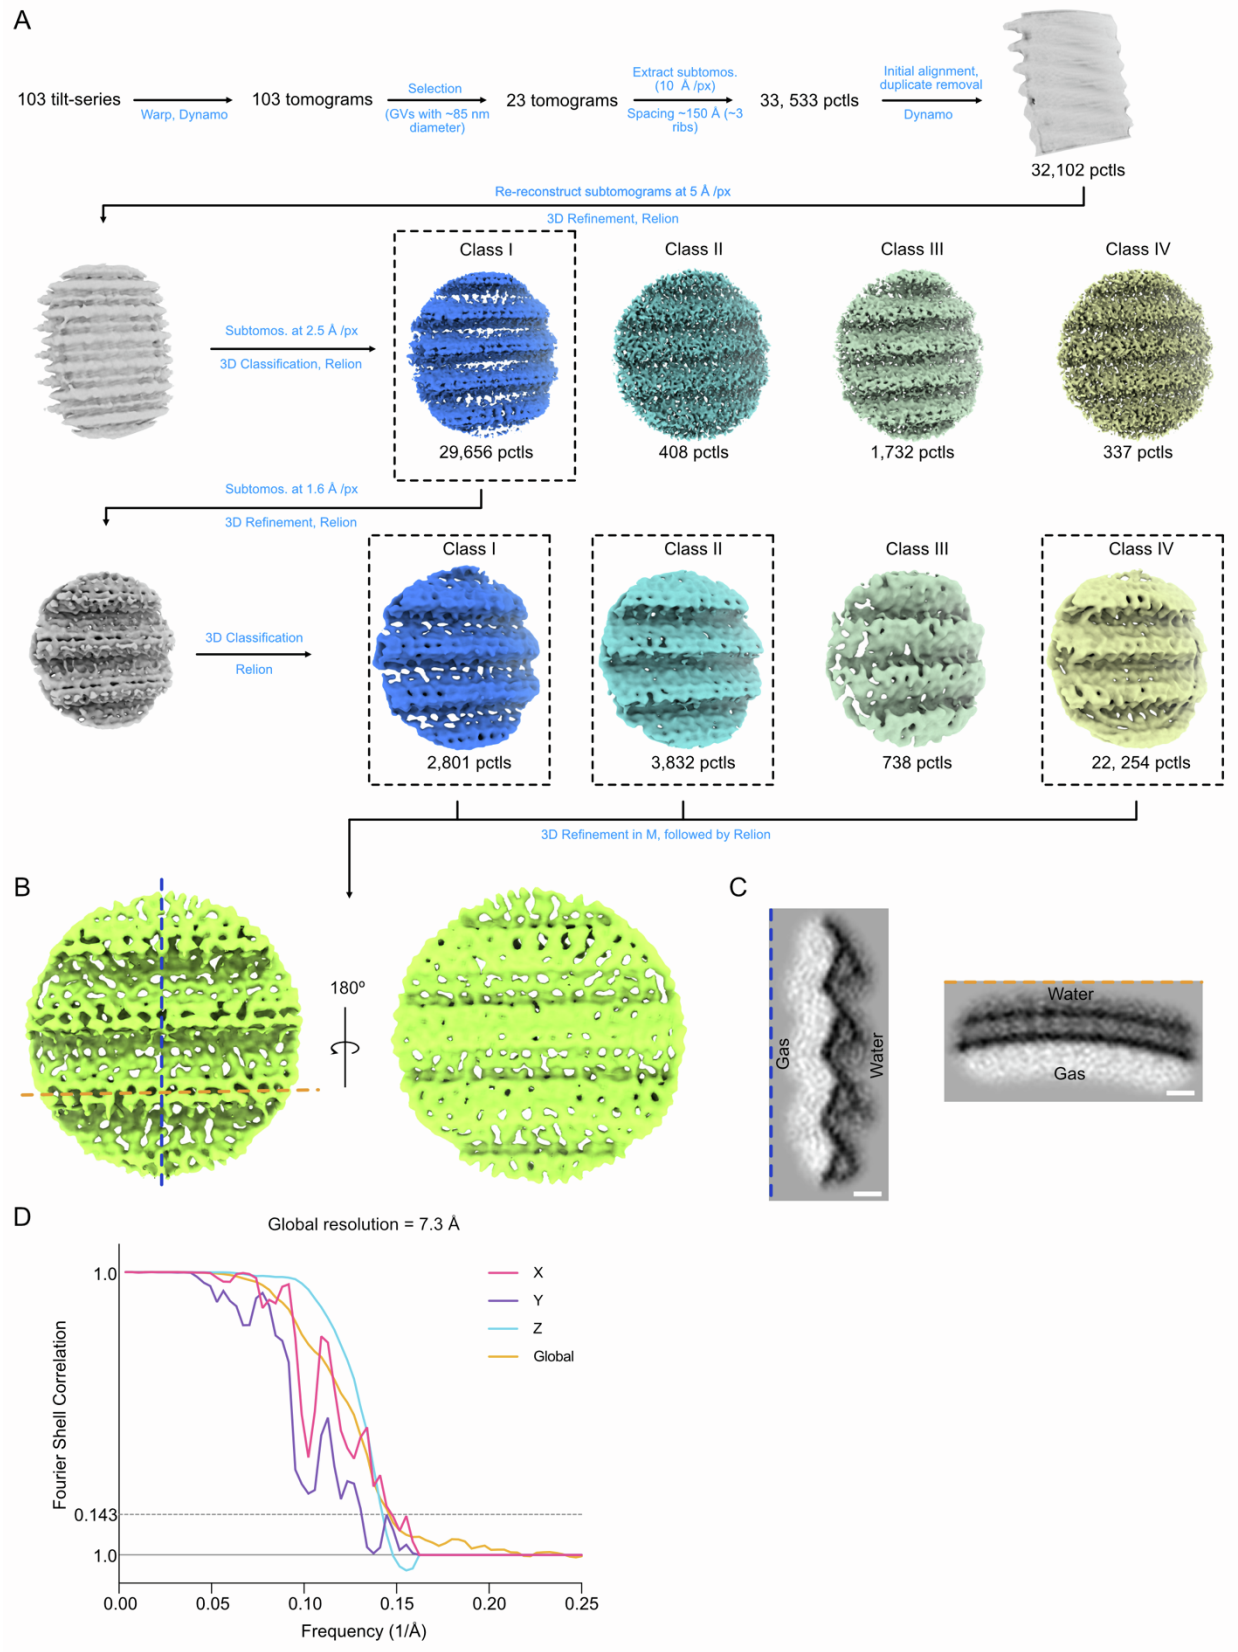 A
103 tilt-series
Warp, Dynamo
103 tomograms
Selection
(GVs with ~85 nm
diameter)
23 tomograms
Extract subtomos.
(10 Å /px)
Spacing ~150 Å (~3
ribs)
33, 533 pctls
Initial alignment,
duplicate removal
Dynamo
32,102 pctls
Re-reconstruct subtomograms at 5 Å /px
3D Refinement, Relion
Subtomos. at 2.5 Å /px
3D Classification, Relion
Class I
29,656 pctls
Class II
408 pctls
Class III
1,732 pctls
Class IV
337 pctls
Subtomos. at 1.6 Å /px
3D Refinement, Relion
3D Classification
Relion
Class I
2,801 pctls
Class II
3,832 pctls
Class III
738 pctls
Class IV
22, 254 pctls
3D Refinement in M, followed by Relion
B
180º
C
Gas
Water
Water
Gas
D
Global resolution = 7.3 Å
Fourier Shell Correlation
1.0
0.143
1.0
X
Y
Z
Global
0.00
0.05
0.10
0.15
0.20
0.25
Frequency (1/Å)